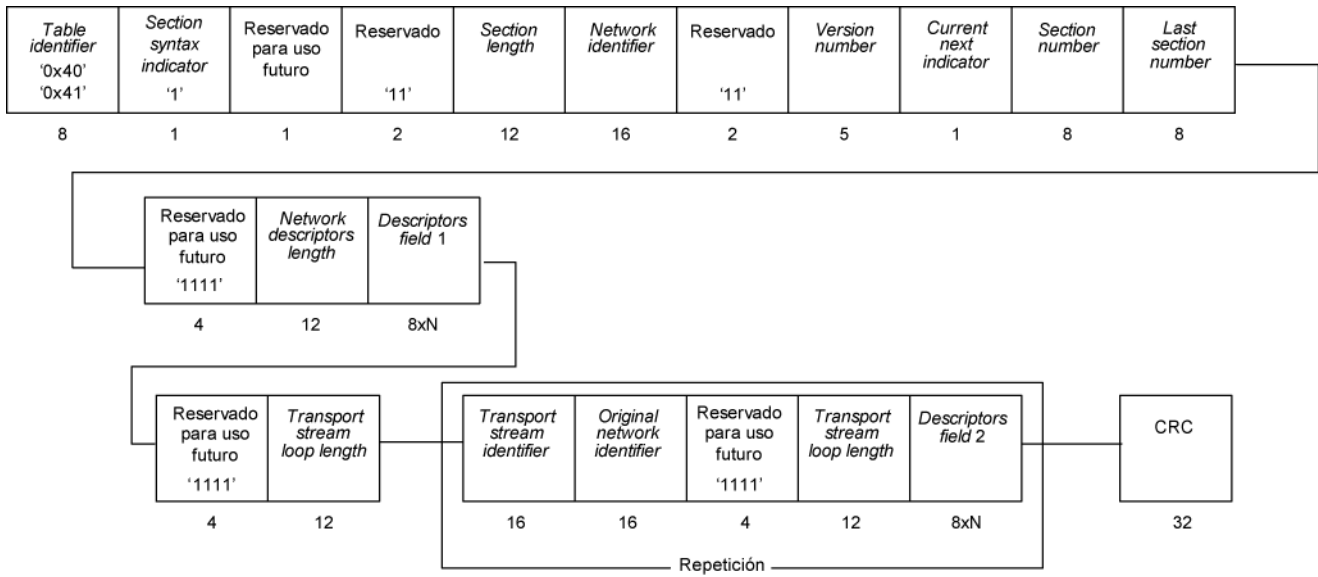 Table identifier '0x40' '0x41'
Section syntax indicator '1'
Reservado para uso futuro
Reservado '11'
Section length
Network identifier
Reservado '11'
Version number
Current next indicator
Section number
Last section number
8 1 1 2 12 16 2 5 1 8 8
Reservado para uso futuro '1111'
Network descriptors length
Descriptors field 1
4 12 8xN
Reservado para uso futuro '1111'
Transport stream loop length
Transport stream identifier
Original network identifier
Reservado para uso futuro '1111'
Transport stream loop length
Descriptors field 2
CRC
4 12 16 16 4 12 8xN 32
Repetición